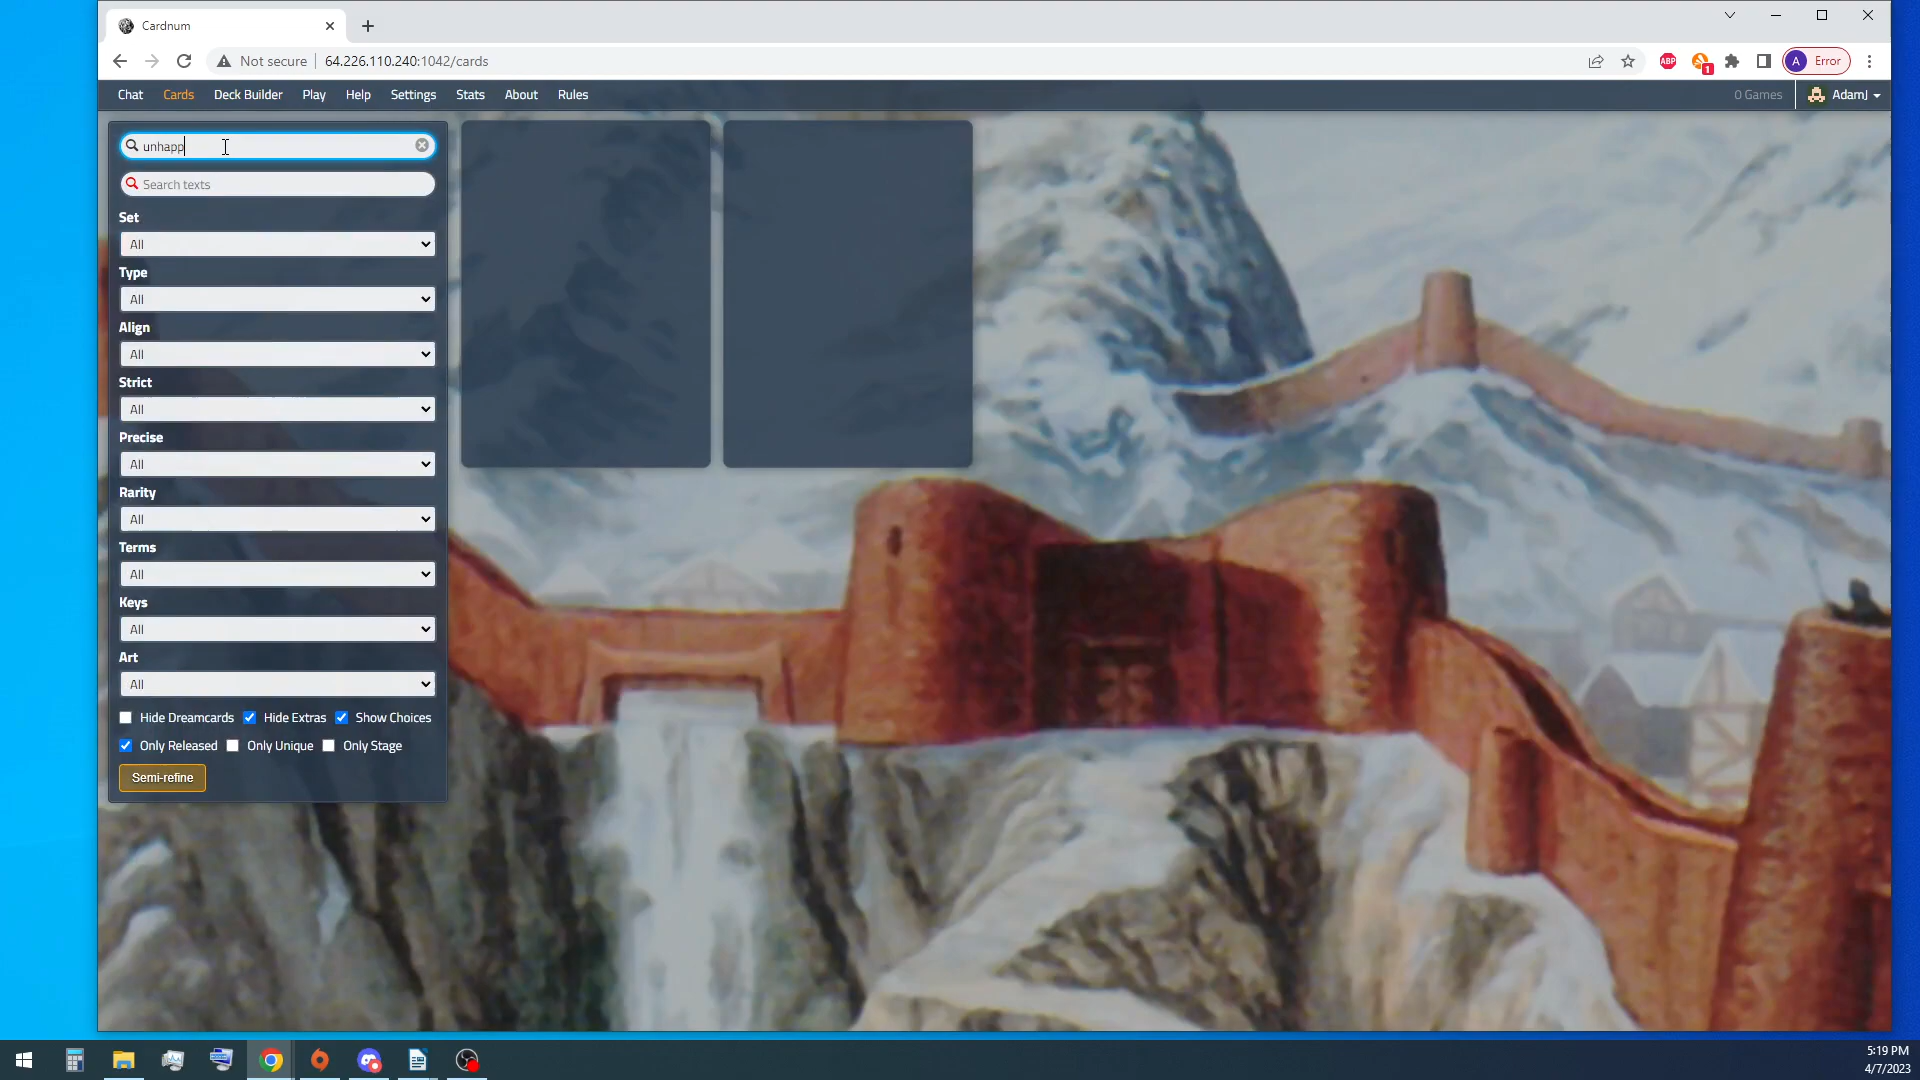 Cardnum
Not secure
64.226.110.240:1042/cards
ABP
1
A
Error
Chat
Cards
Deck Builder
Play
Help
Settings
Stats
About
Rules
0 Games
AdamJ
unhapp
Search texts
Set
All
Type
All
Align
All
Strict
All
Precise
All
Rarity
All
Terms
All
Keys
All
Art
All
Hide Dreamcards
Hide Extras
Show Choices
Only Released
Only Unique
Only Stage
Semi-refine
5:19 PM
4/7/2023